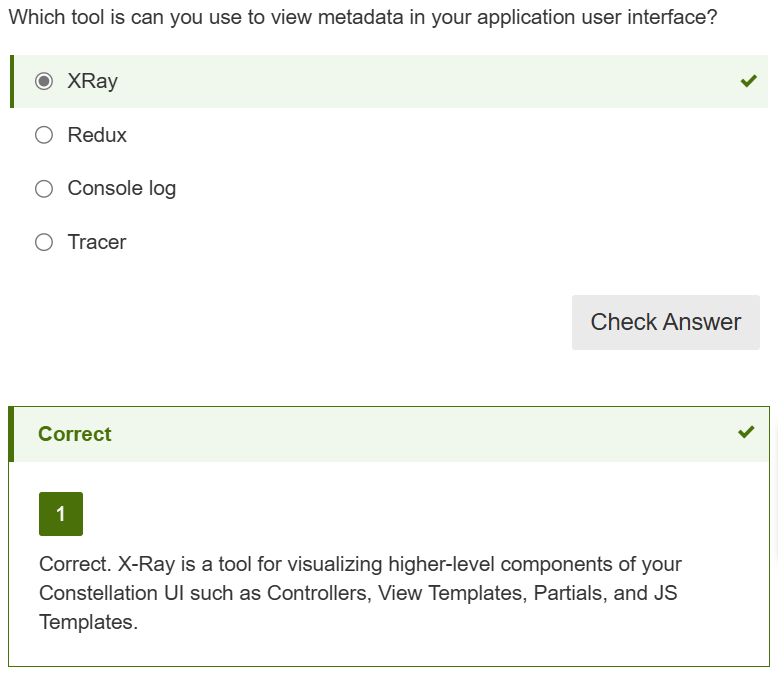 Which tool is can you use to view metadata in your application user interface?
XRay
Redux
Console log
Tracer
Check Answer
Correct
1
Correct. X-Ray is a tool for visualizing higher-level components of your
Constellation UI such as Controllers, View Templates, Partials, and JS
Templates.